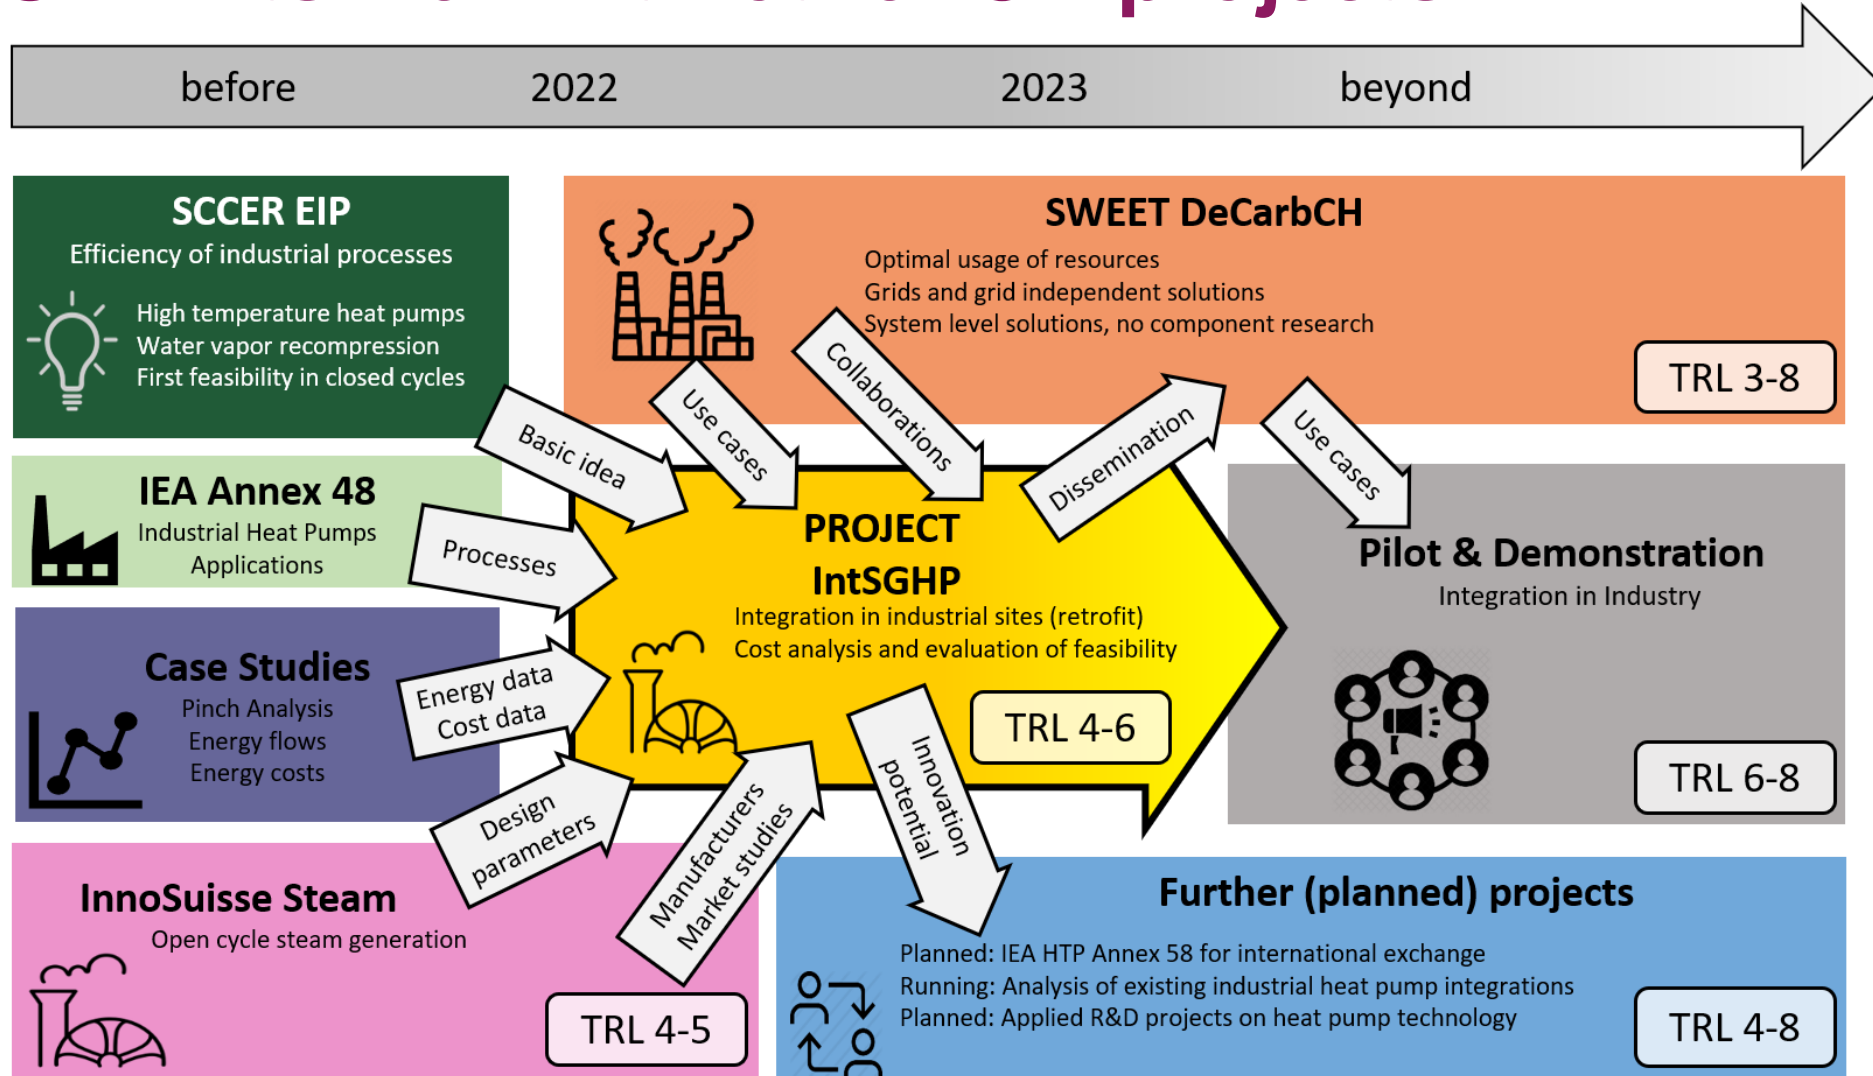 projects
before
2022
2023
beyond
SCCER EIP
Efficiency of industrial processes
High temperature heat pumps
Water vapor recompression
First feasibility in closed cycles
SWEET DeCarbCH
Optimal usage of resources
Grids and grid independent solutions
System level solutions, no component research
TRL 3-8
Basic idea
Use cases
Collaborations
Dissemination
Use cases
IEA Annex 48
Industrial Heat Pumps
Applications
Processes
PROJECT
IntSGHP
Integration in industrial sites (retrofit)
Cost analysis and evaluation of feasibility
TRL 4-6
Pilot & Demonstration
Integration in Industry
TRL 6-8
Case Studies
Pinch Analysis
Energy flows
Energy costs
Energy data
Cost data
Design
parameters
Manufacturers
Market studies
Innovation
potential
InnoSuisse Steam
Open cycle steam generation
TRL 4-5
Further (planned) projects
Planned: IEA HTP Annex 58 for international exchange
Running: Analysis of existing industrial heat pump integrations
Planned: Applied R&D projects on heat pump technology
TRL 4-8